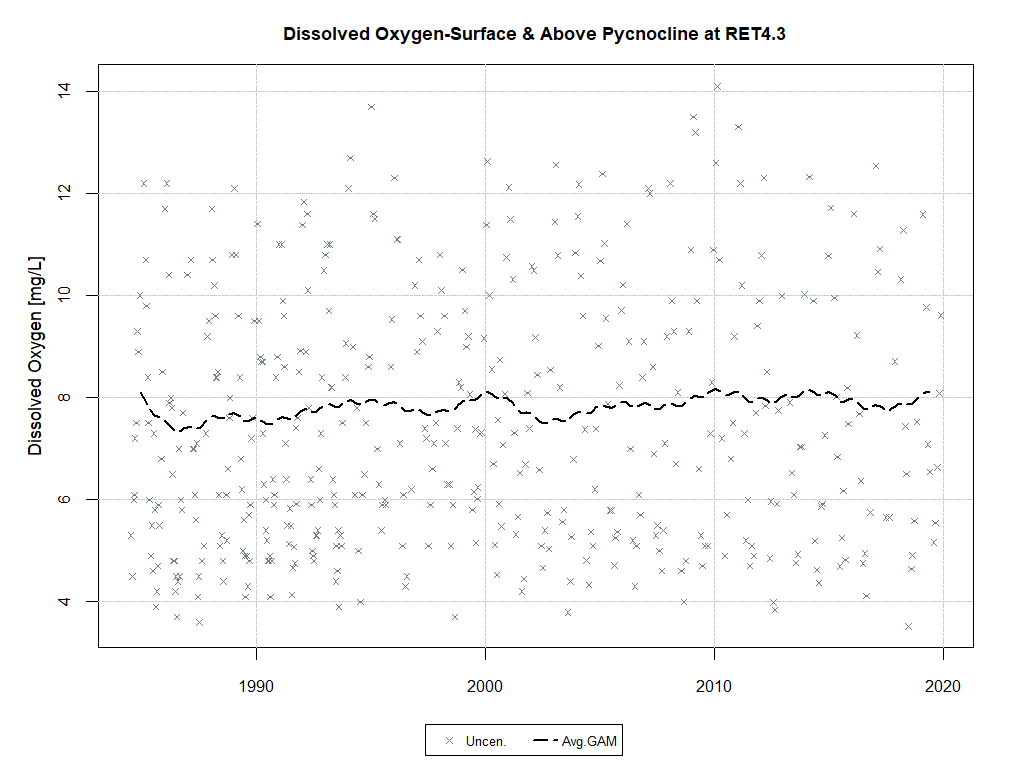 Dissolved Oxygen-Surface & Above Pycnocline at RET4.3
Dissolved Oxygen [mg/L]
14
12
10
8
6
4
1990 2000 2010 2020
Uncen. Avg.GAM